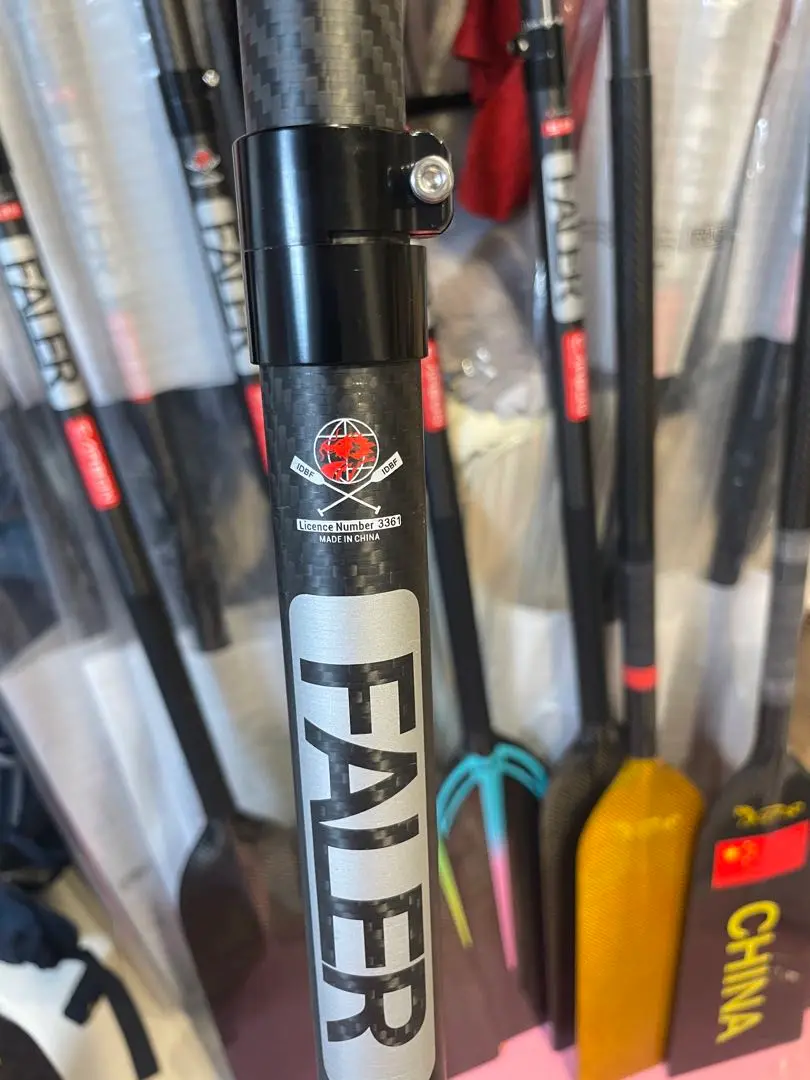 IDBF
IDBF
Licence Number 3361
MADE IN CHINA
FALER
FALER
FALER
FALER
CHINA